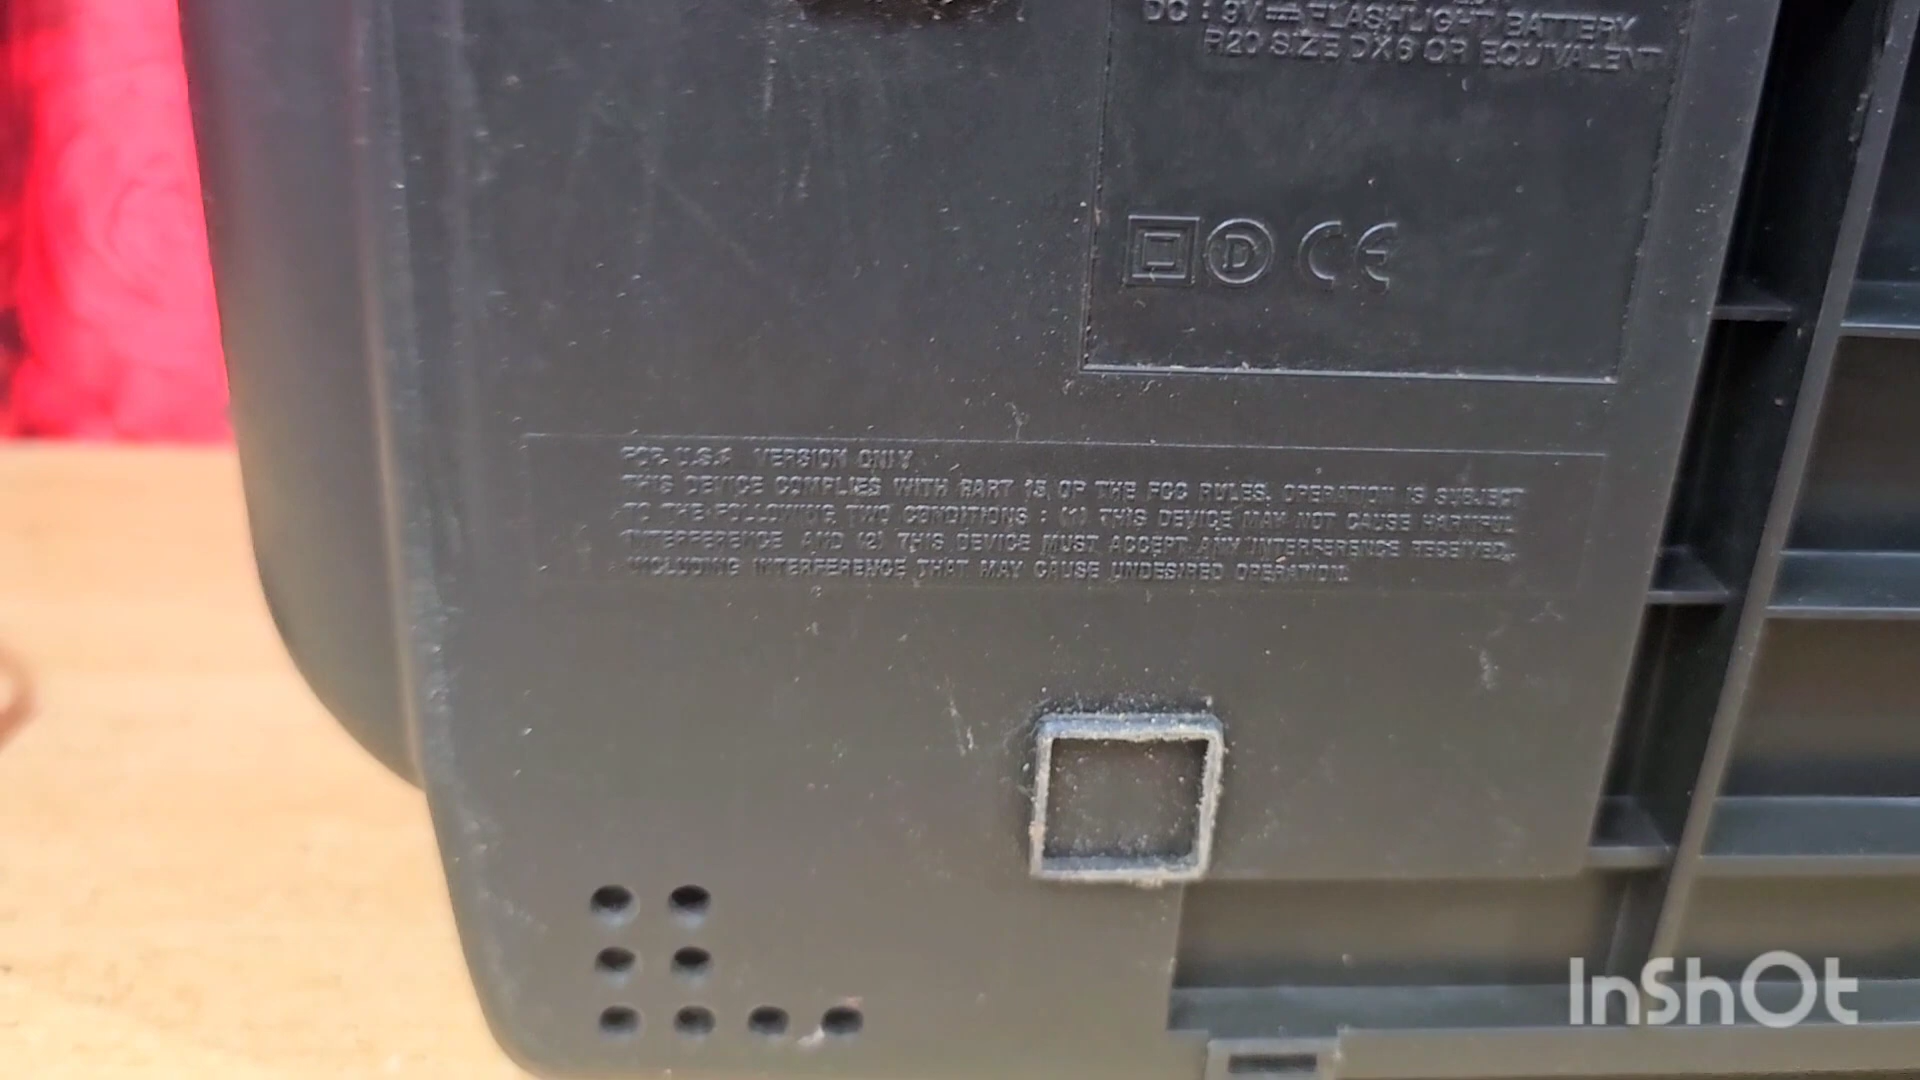 DC : 9V FLASHLIGHT BATTERY
R20 SIZE DX6 OR EQUIVALENT
D CE
FOR U.S.A VERSION ONLY
THIS DEVICE COMPLIES WITH PART 15 OF THE FCC RULES. OPERATION IS SUBJECT
TO THE FOLLOWING TWO CONDITIONS : (1) THIS DEVICE MAY NOT CAUSE HARMFUL
INTERFERENCE AND (2) THIS DEVICE MUST ACCEPT ANY INTERFERENCE RECEIVED,
INCLUDING INTERFERENCE THAT MAY CAUSE UNDESIRED OPERATION.
InShOt